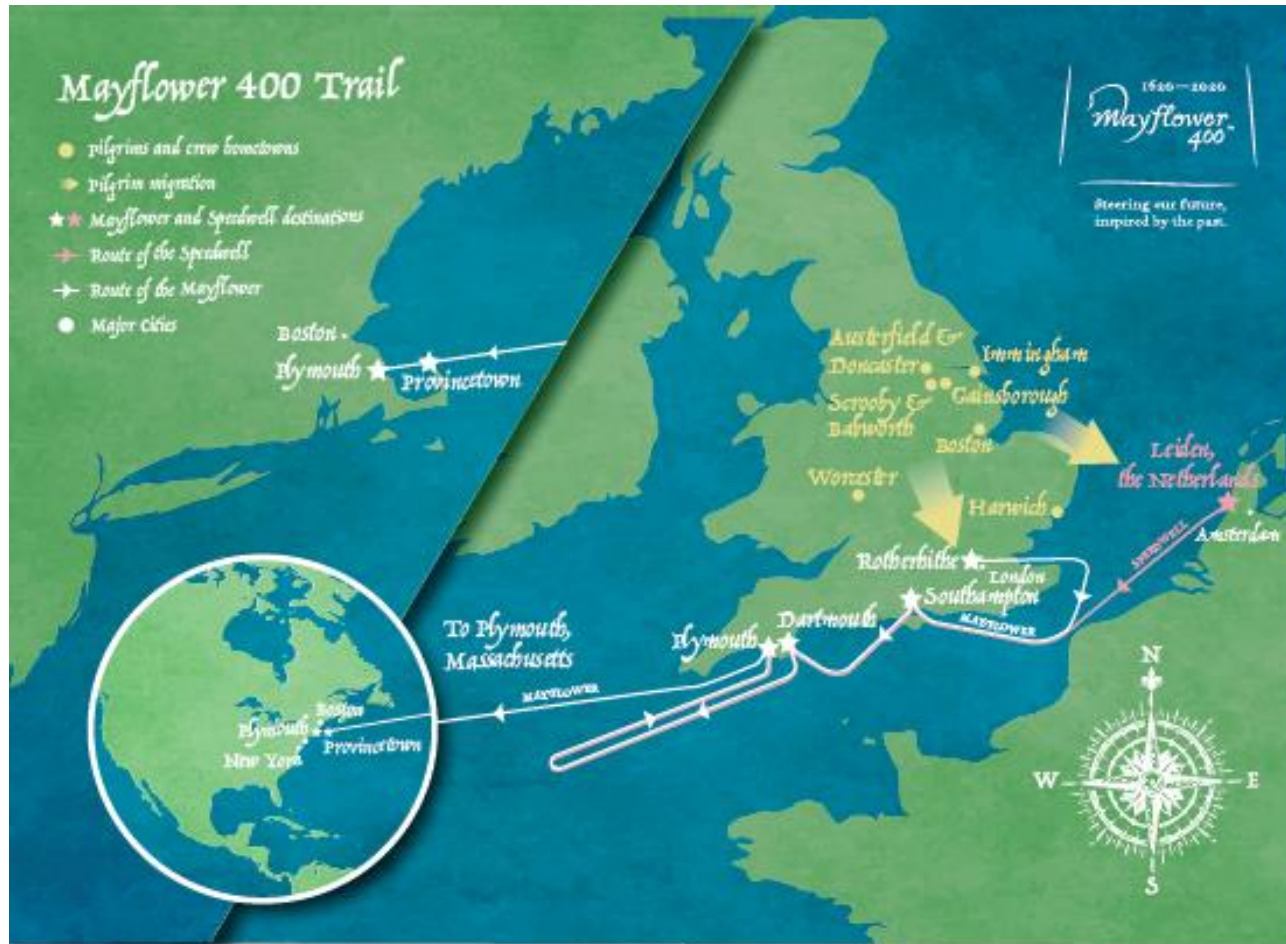 Mayflower 400 Trail
Pilgrims and crew hometowns
Pilgrim migration
Mayflower and Speedwell destinations
Route of the Speedwell
Route of the Mayflower
Major Cities
1620—2020
Mayflower
400™
Steering our future,
inspired by the past.
Boston
Plymouth
Provincetown
Austerfield &
Doncaster
Immingham
Scrooby &
Babworth
Gainsborough
Boston
Worcester
Harwich
Leiden,
the Netherlands
Amsterdam
SPEEDWELL
Rotherhithe
London
Southampton
MAYFLOWER
Dartmouth
Plymouth
To Plymouth,
Massachusetts
MAYFLOWER
Boston
Plymouth
Provincetown
New York
N
W
E
S